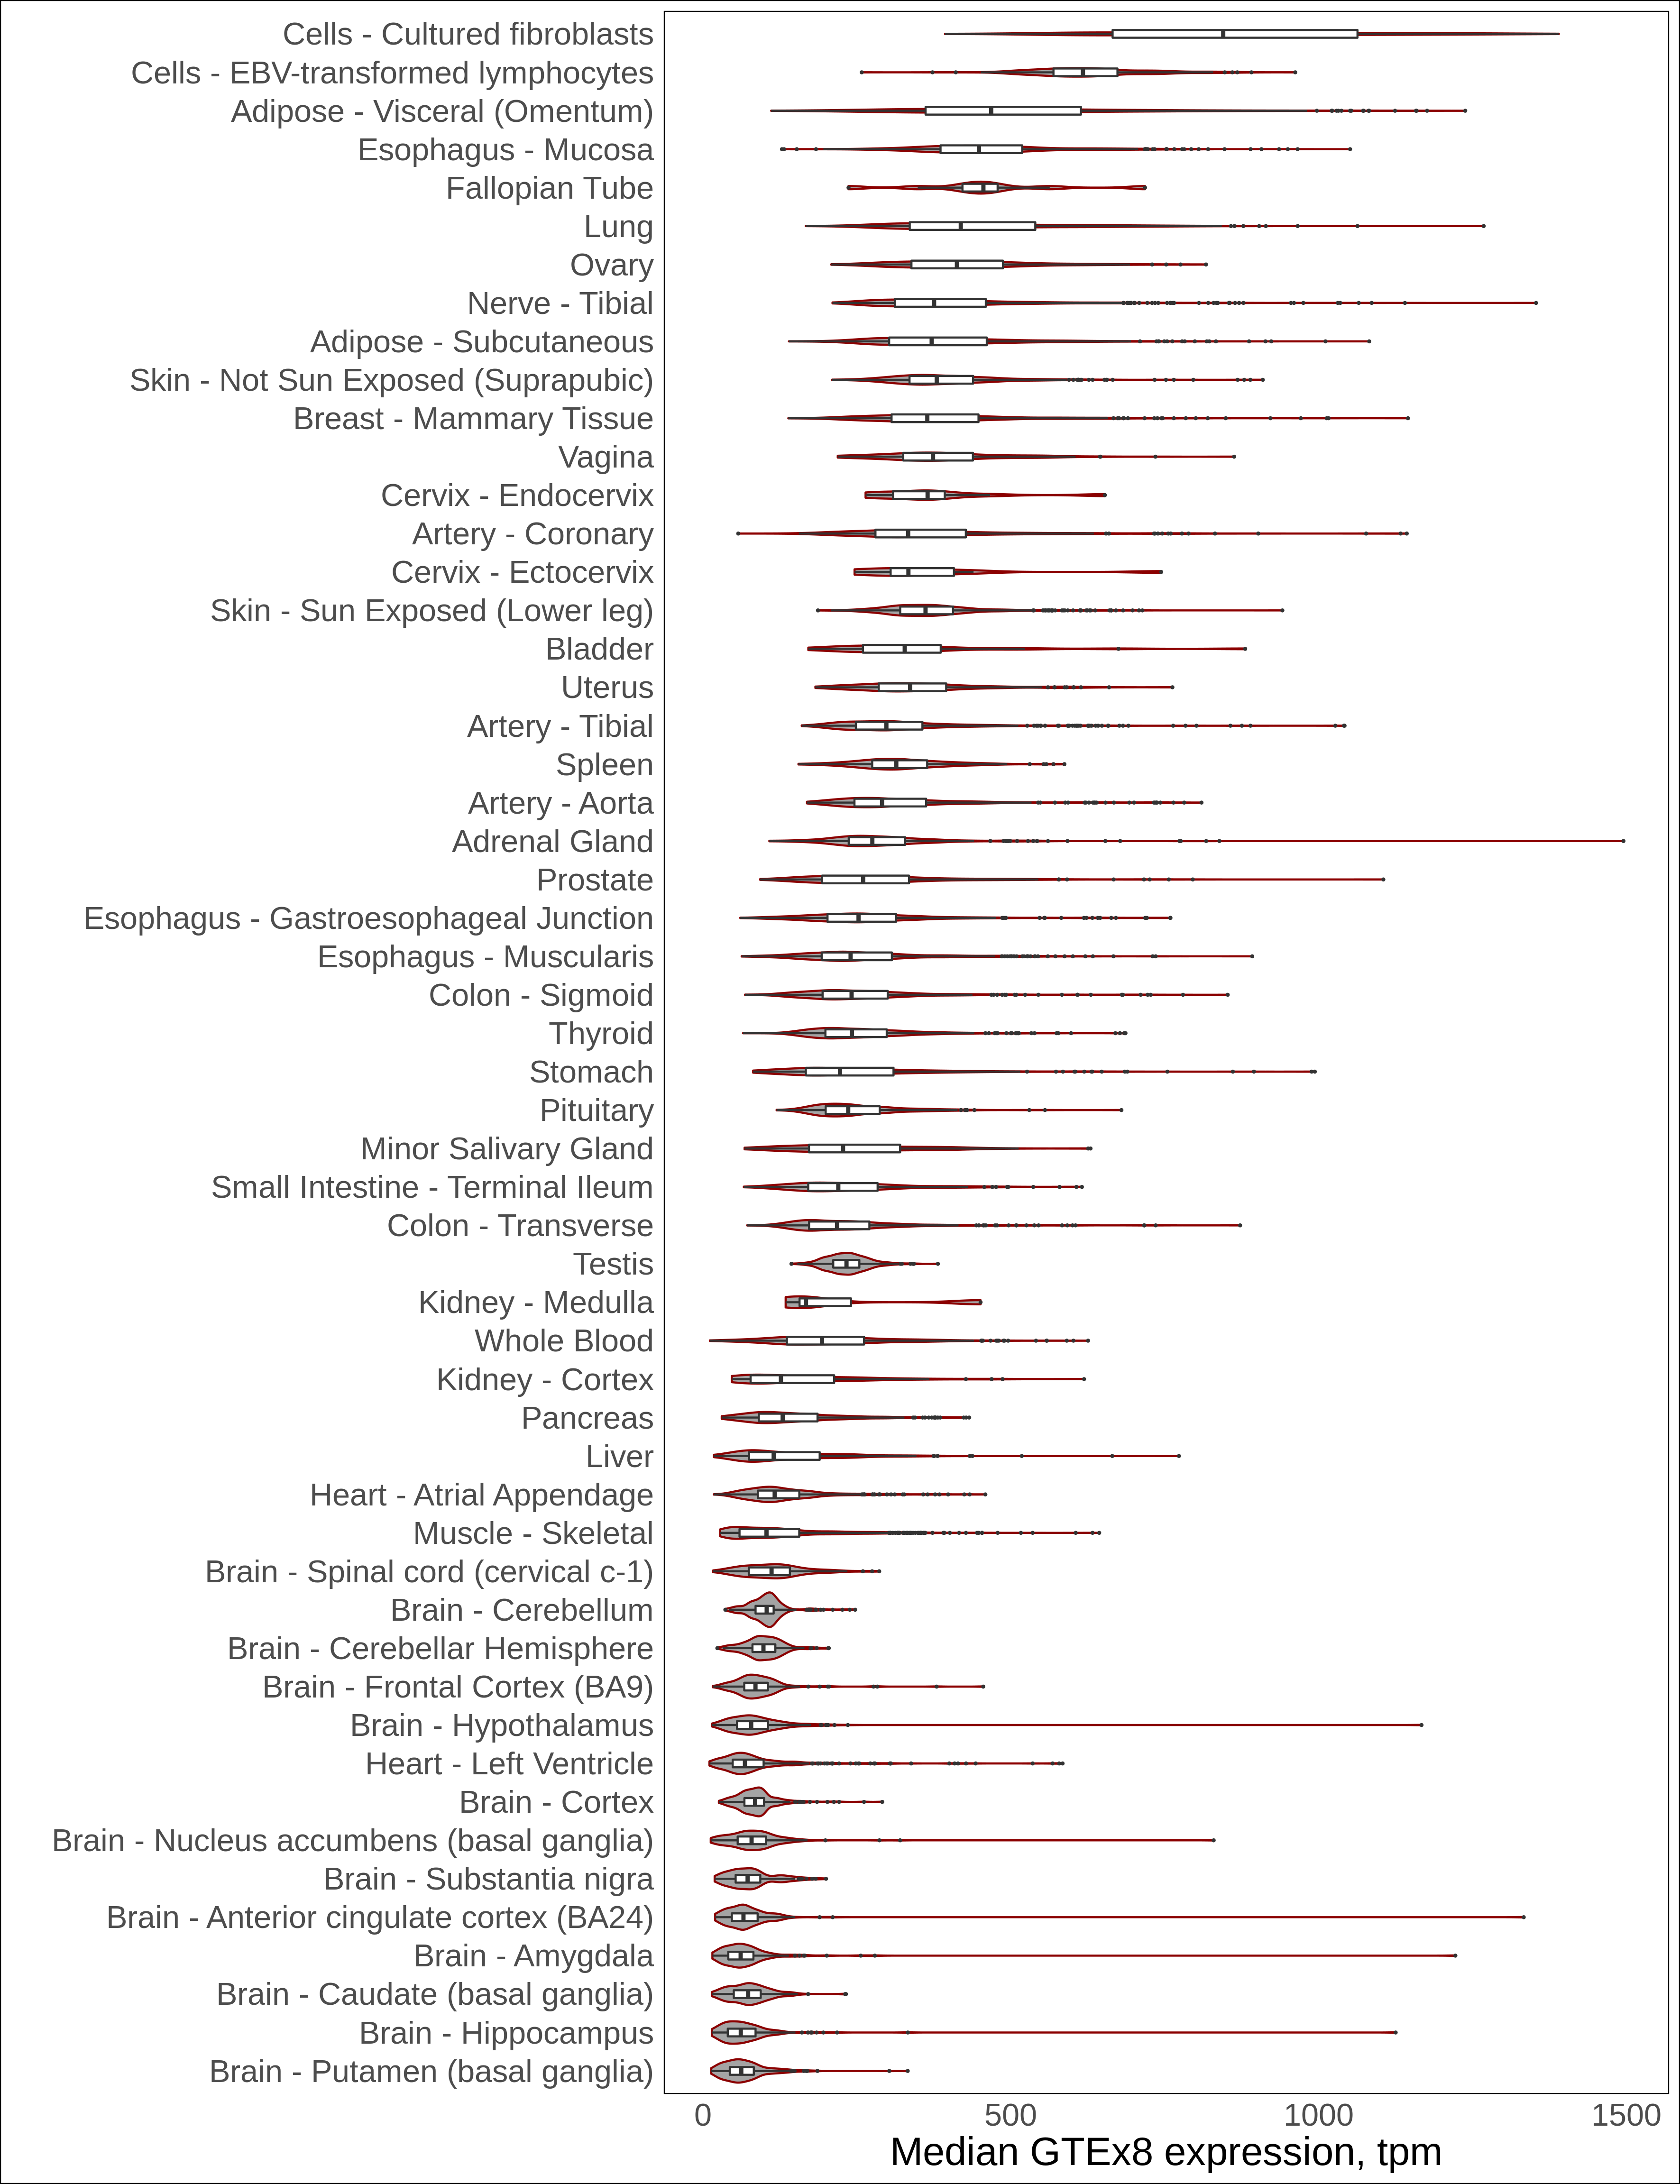 Cells - Cultured fibroblasts
Cells - EBV-transformed lymphocytes
Adipose - Visceral (Omentum)
Esophagus - Mucosa
Fallopian Tube
Lung
Ovary
Nerve - Tibial
Adipose - Subcutaneous
Skin - Not Sun Exposed (Suprapubic)
Breast - Mammary Tissue
Vagina
Cervix - Endocervix
Artery - Coronary
Cervix - Ectocervix
Skin - Sun Exposed (Lower leg)
Bladder
Uterus
Artery - Tibial
Spleen
Artery - Aorta
Adrenal Gland
Prostate
Esophagus - Gastroesophageal Junction
Esophagus - Muscularis
Colon - Sigmoid
Thyroid
Stomach
Pituitary
Minor Salivary Gland
Small Intestine - Terminal Ileum
Colon - Transverse
Testis
Kidney - Medulla
Whole Blood
Kidney - Cortex
Pancreas
Liver
Heart - Atrial Appendage
Muscle - Skeletal
Brain - Spinal cord (cervical c-1)
Brain - Cerebellum
Brain - Cerebellar Hemisphere
Brain - Frontal Cortex (BA9)
Brain - Hypothalamus
Heart - Left Ventricle
Brain - Cortex
Brain - Nucleus accumbens (basal ganglia)
Brain - Substantia nigra
Brain - Anterior cingulate cortex (BA24)
Brain - Amygdala
Brain - Caudate (basal ganglia)
Brain - Hippocampus
Brain - Putamen (basal ganglia)
0 500 1000 1500
Median GTEx8 expression, tpm